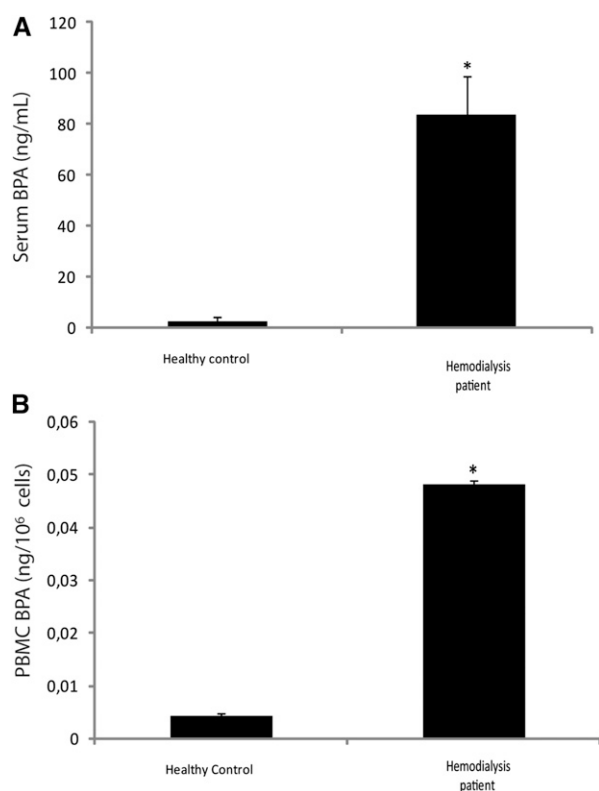 A
Serum BPA (ng/mL)
120
100
80
60
40
20
0
*
Healthy control
Hemodialysis
patient
B
PBMC BPA (ng/10⁶ cells)
0,06
0,05
0,04
0,03
0,02
0,01
0
*
Healthy Control
Hemodialysis
patient